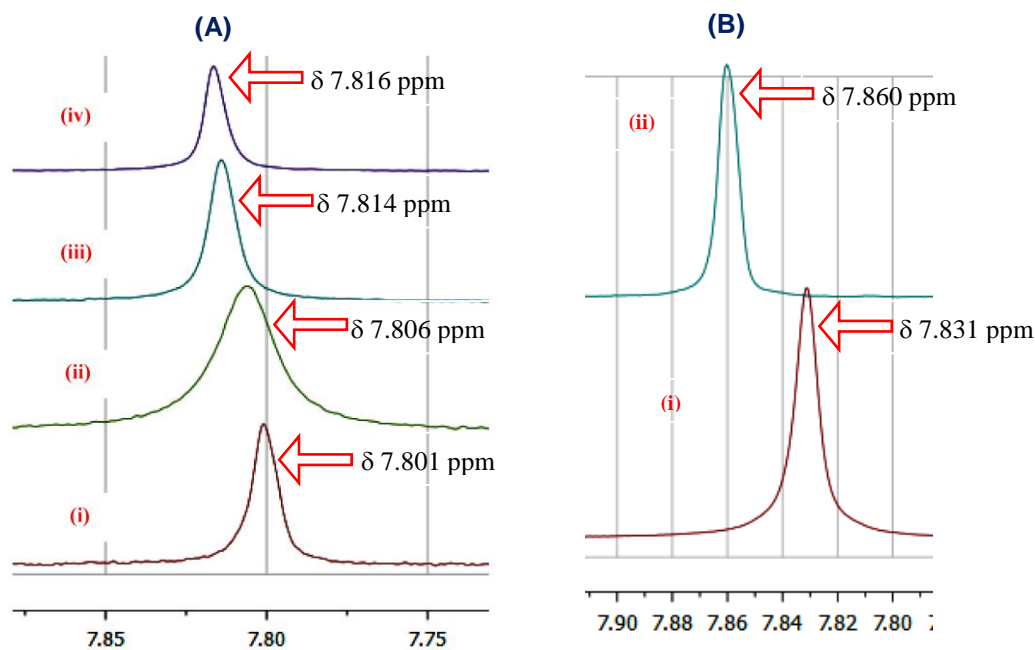 (A)
δ 7.816 ppm
(iv)
δ 7.814 ppm
(iii)
δ 7.806 ppm
(ii)
δ 7.801 ppm
(i)
7.85 7.80 7.75
(B)
δ 7.860 ppm
(ii)
δ 7.831 ppm
(i)
7.90 7.88 7.86 7.84 7.82 7.80